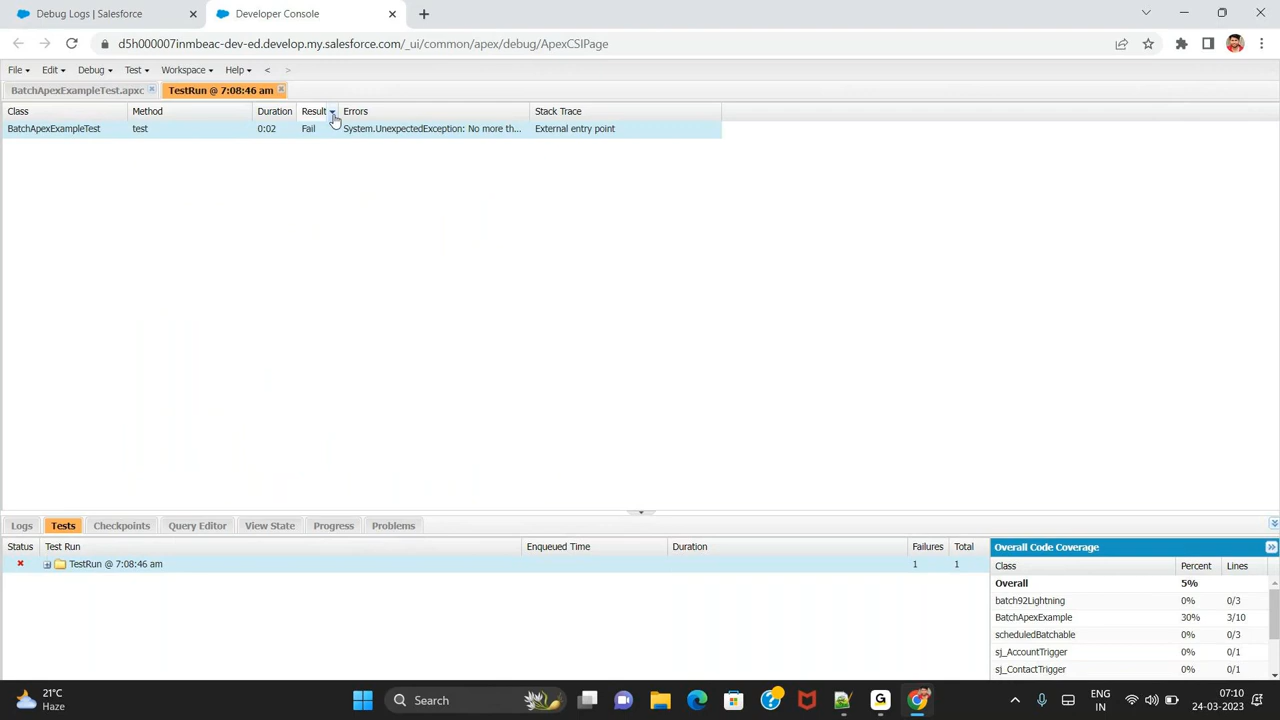 Debug Logs | Salesforce
Developer Console
d5h000007inmbeac-dev-ed.develop.my.salesforce.com/_ui/common/apex/debug/ApexCSIPage
File Edit Debug Test Workspace Help < >
BatchApexExampleTest.apxc TestRun @ 7:08:46 am
Class Method Duration Result Errors Stack Trace
BatchApexExampleTest test 0:02 Fail System.UnexpectedException: No more th... External entry point
Logs Tests Checkpoints Query Editor View State Progress Problems
Status Test Run Enqueued Time Duration Failures Total
TestRun @ 7:08:46 am 1 1
Overall Code Coverage
Class Percent Lines
Overall 5%
batch92Lightning 0% 0/3
BatchApexExample 30% 3/10
scheduledBatchable 0% 0/3
sj_AccountTrigger 0% 0/1
sj_ContactTrigger 0% 0/1
21°C
Haze
Search
ENG
IN
07:10
24-03-2023